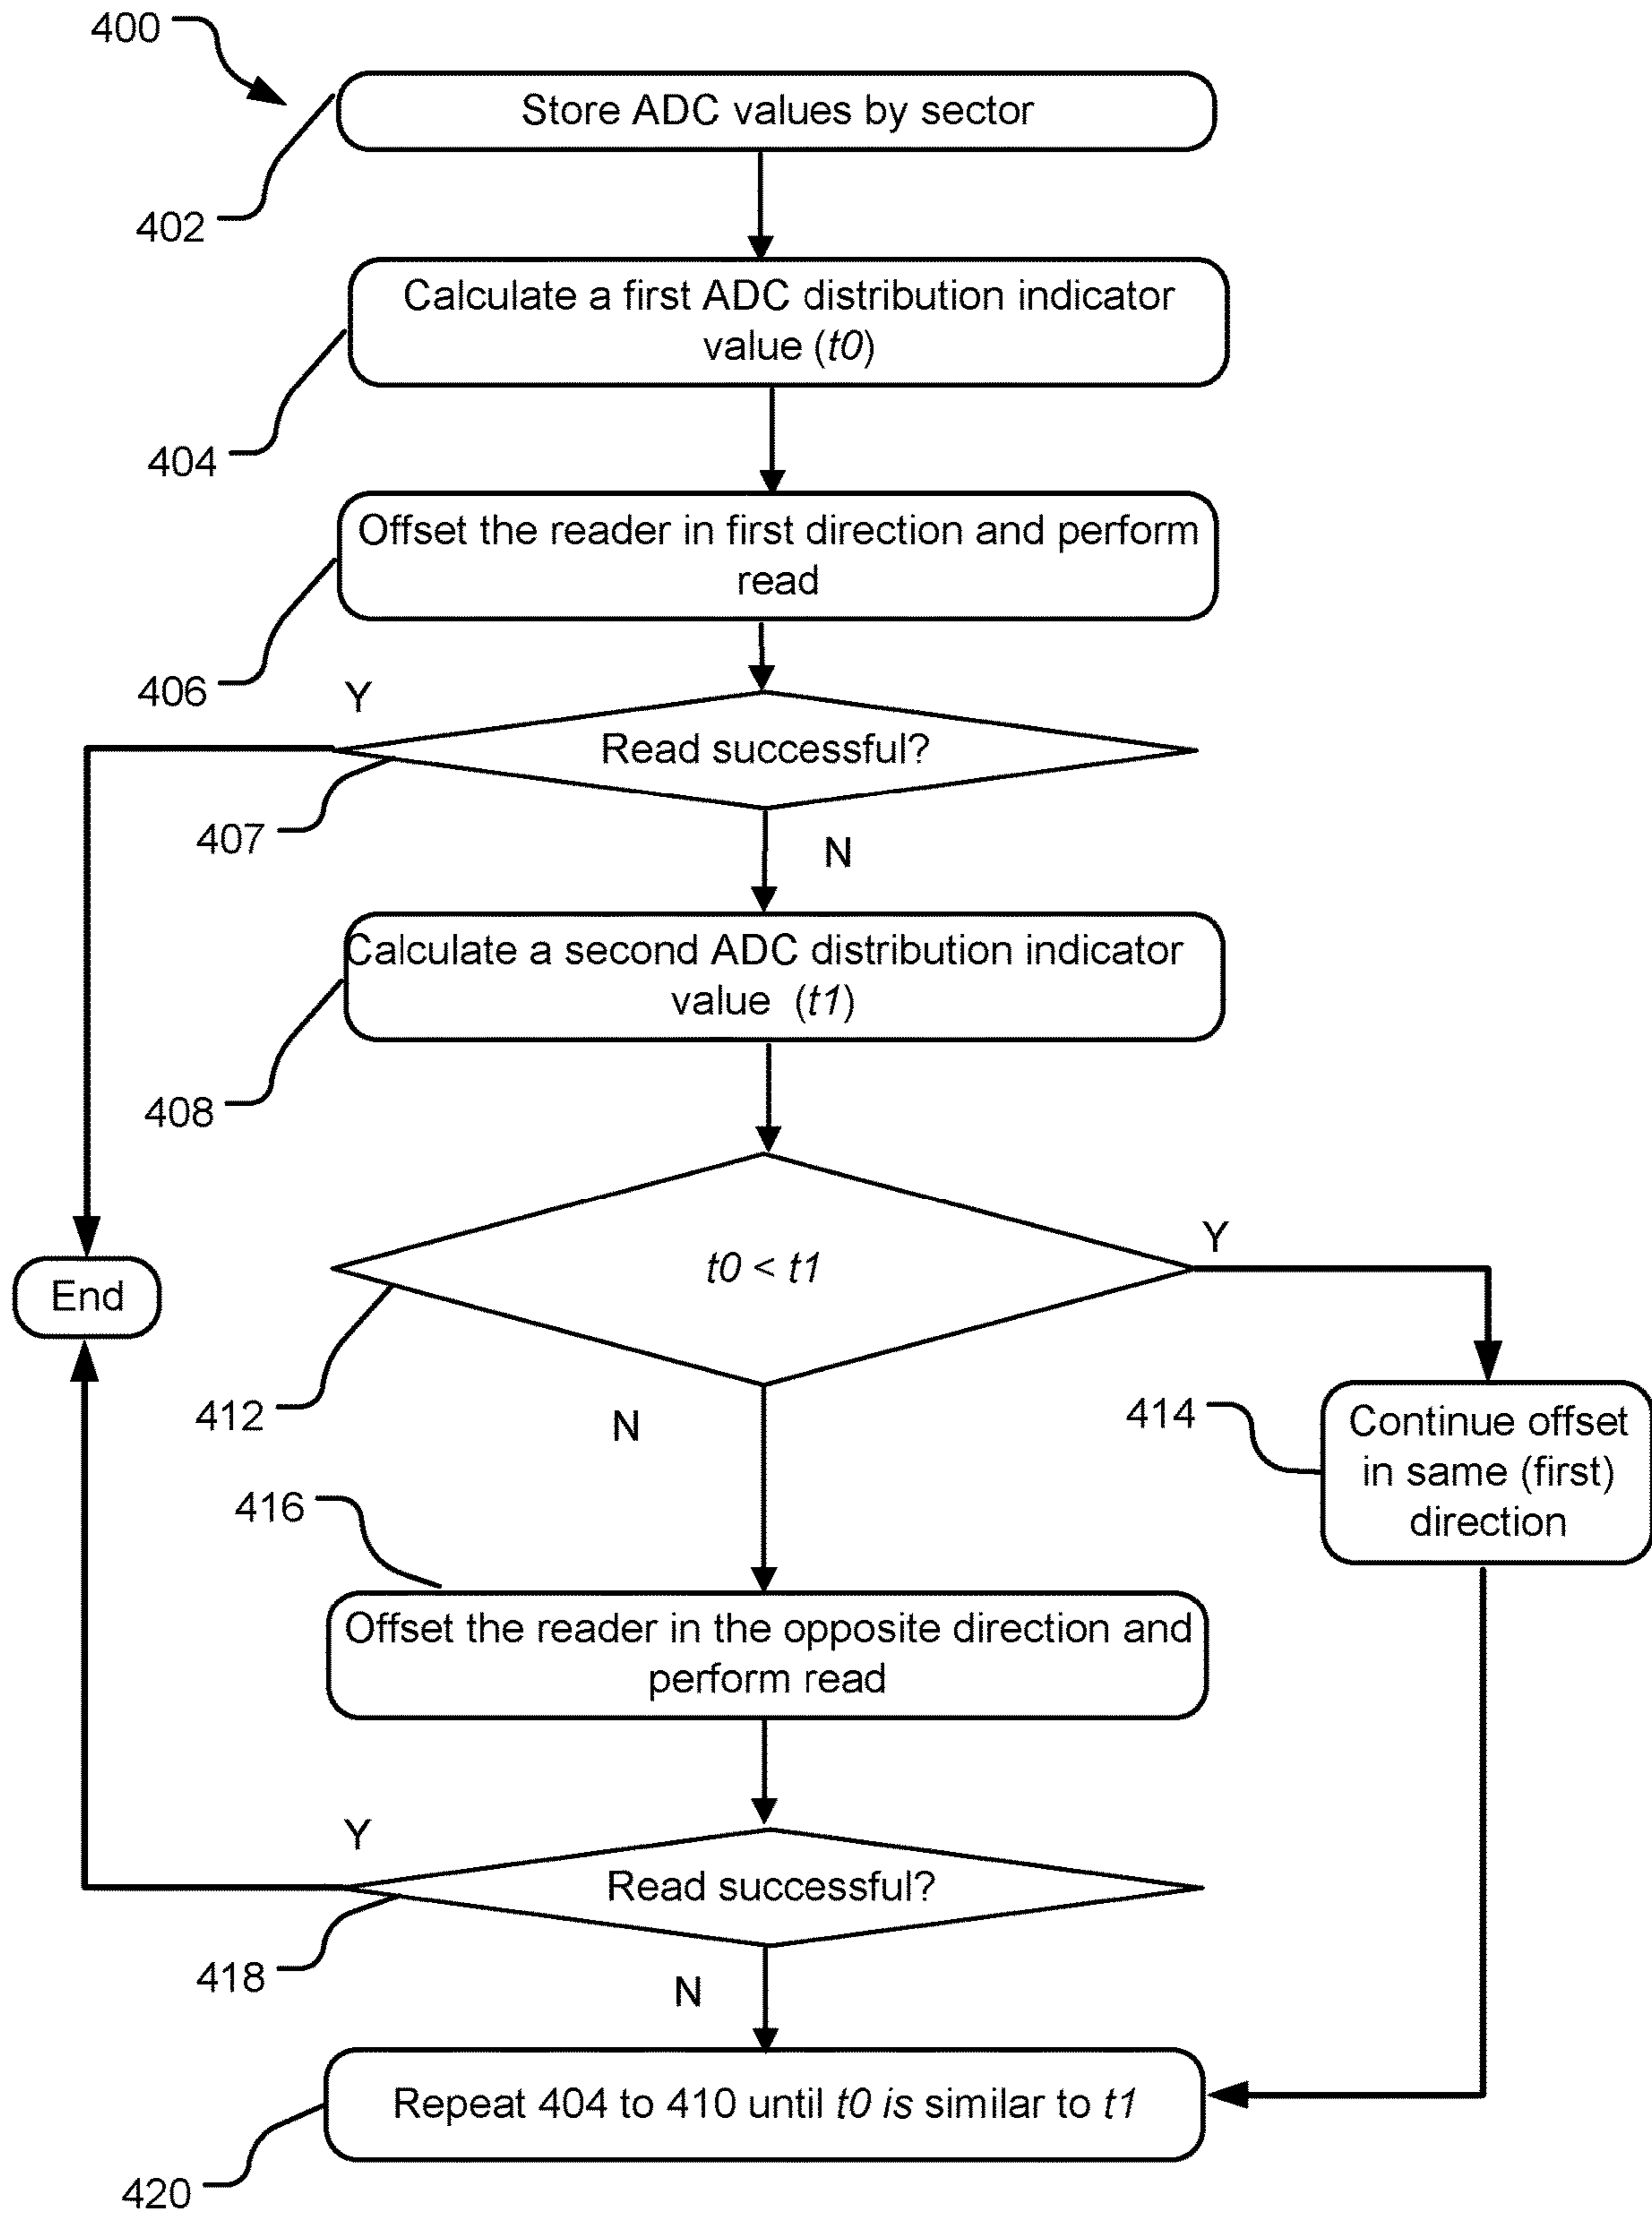 400
Store ADC values by sector
402
Calculate a first ADC distribution indicator
value (t0)
404
Offset the reader in first direction and perform
read
406
Y
Read successful?
407
N
Calculate a second ADC distribution indicator
value (t1)
408
t0 < t1
Y
End
412
N
414
Continue offset
in same (first)
direction
416
Offset the reader in the opposite direction and
perform read
Y
Read successful?
418
N
Repeat 404 to 410 until t0 is similar to t1
420